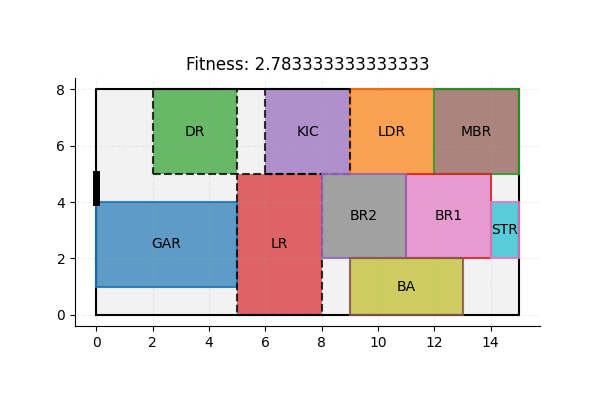 Fitness: 2.783333333333333
8
DR
KIC
LDR
MBR
6
4
BR2
BR1
STR
GAR
LR
2
BA
0
0
2
4
6
8
10
12
14